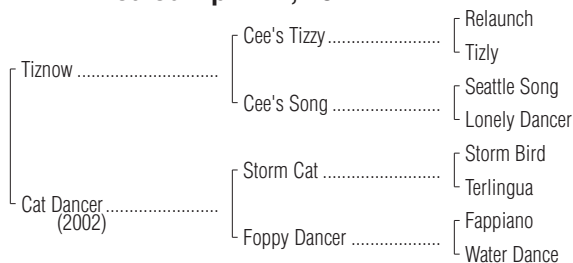 Relaunch
Cee's Tizzy
Tizly
Tiznow
Seattle Song
Cee's Song
Lonely Dancer
Storm Bird
Storm Cat
Terlingua
Cat Dancer
(2002)
Fappiano
Foppy Dancer
Water Dance